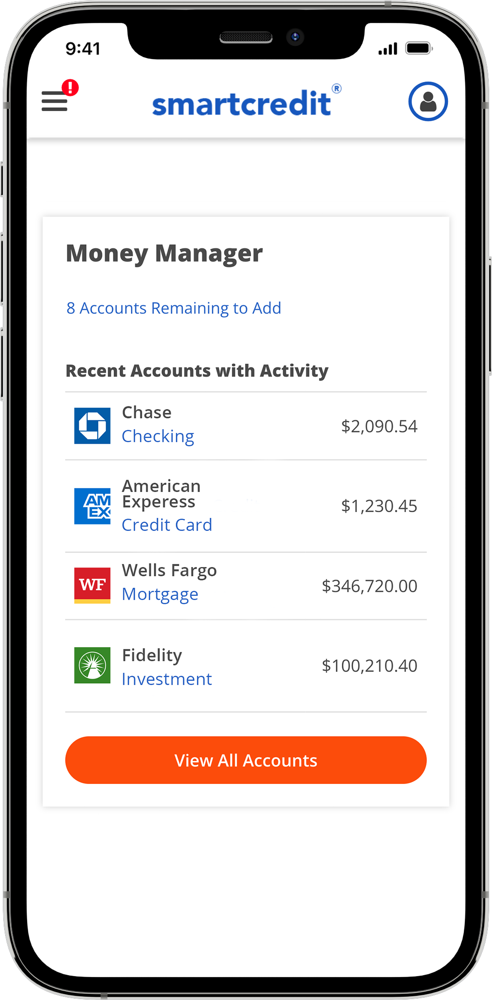 9:41
!
smartcredit®
Money Manager
8 Accounts Remaining to Add
Recent Accounts with Activity
Chase
Checking
$2,090.54
AM
EX
American
Experess
Credit Card
$1,230.45
WF
Wells Fargo
Mortgage
$346,720.00
Fidelity
Investment
$100,210.40
View All Accounts